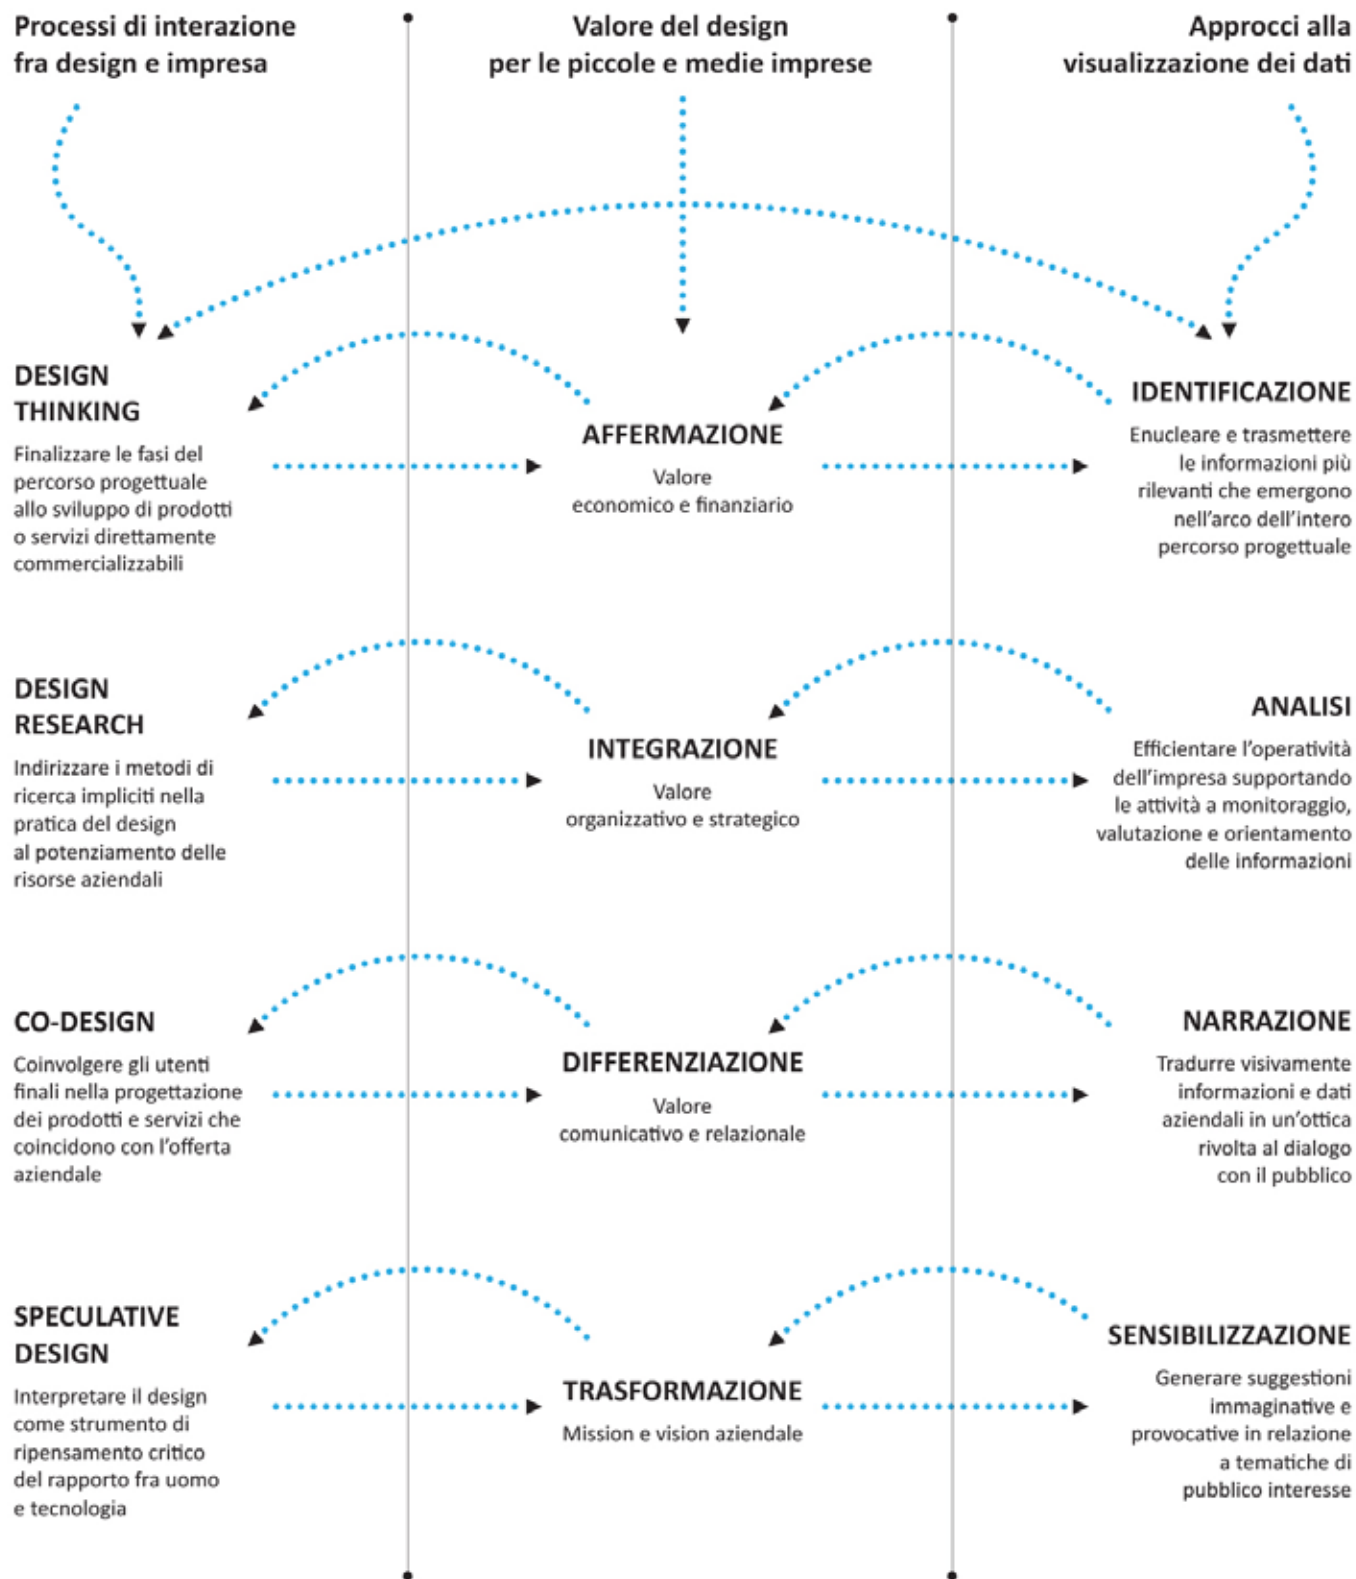 Processi di interazione
fra design e impresa
Valore del design
per le piccole e medie imprese
Approcci alla
visualizzazione dei dati
DESIGN
THINKING
Finalizzare le fasi del
percorso progettuale
allo sviluppo di prodotti
o servizi direttamente
commercializzabili
AFFERMAZIONE
Valore
economico e finanziario
IDENTIFICAZIONE
Enucleare e trasmettere
le informazioni più
rilevanti che emergono
nell'arco dell'intero
percorso progettuale
DESIGN
RESEARCH
Indirizzare i metodi di
ricerca impliciti nella
pratica del design
al potenziamento delle
risorse aziendali
INTEGRAZIONE
Valore
organizzativo e strategico
ANALISI
Efficientare l'operatività
dell'impresa supportando
le attività a monitoraggio,
valutazione e orientamento
delle informazioni
CO-DESIGN
Coinvolgere gli utenti
finali nella progettazione
dei prodotti e servizi che
coincidono con l'offerta
aziendale
DIFFERENZIAZIONE
Valore
comunicativo e relazionale
NARRAZIONE
Tradurre visivamente
informazioni e dati
aziendali in un'ottica
rivolta al dialogo
con il pubblico
SPECULATIVE
DESIGN
Interpretare il design
come strumento di
ripensamento critico
del rapporto fra uomo
e tecnologia
TRASFORMAZIONE
Mission e vision aziendale
SENSIBILIZZAZIONE
Generare suggestioni
immaginative e
provocative in relazione
a tematiche di
pubblico interesse